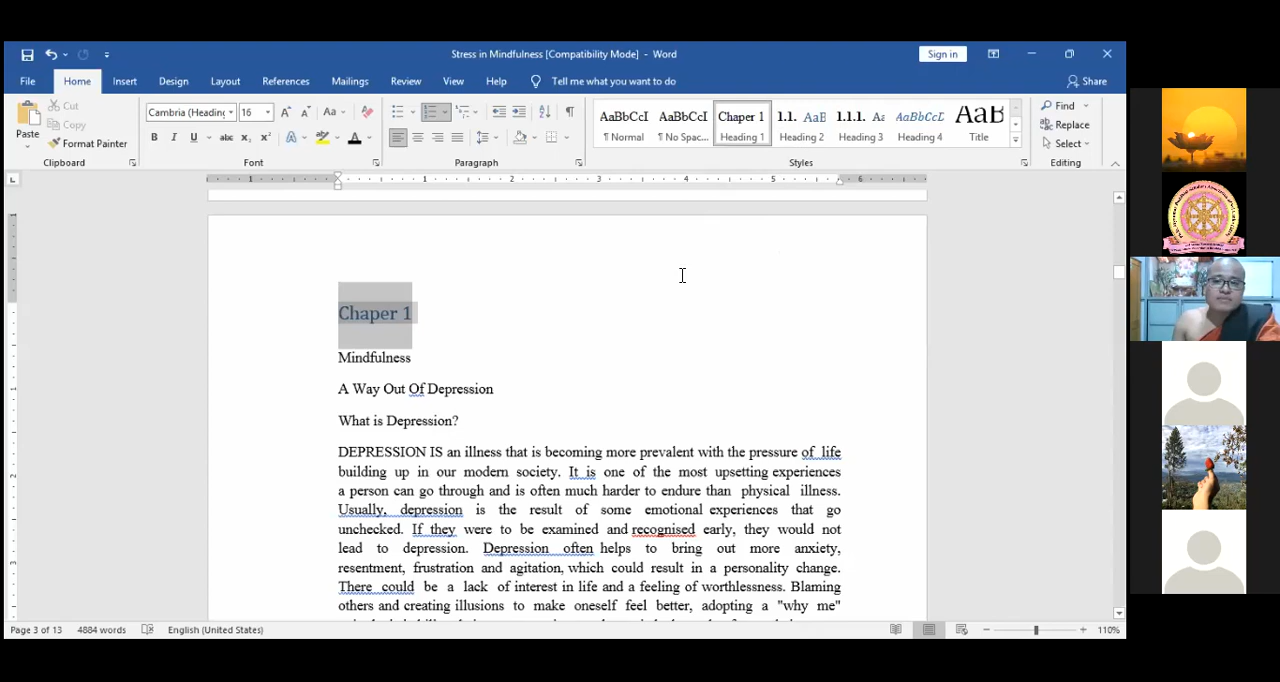 Stress in Mindfulness [Compatibility Mode] - Word
Sign in
File Home Insert Design Layout References Mailings Review View Help Tell me what you want to do Share
Paste
Cut
Copy
Format Painter
Clipboard
Cambria (Heading 16
Font
Paragraph
AaBbCcI AaBbCcI Chaper 1 1.1. AaB 1.1.1. Aa AaBbCcD AaB
¶ Normal ¶ No Spac... Heading 1 Heading 2 Heading 3 Heading 4 Title
Styles
Find
Replace
Select
Editing
Chaper 1
Mindfulness
A Way Out Of Depression
What is Depression?
DEPRESSION IS an illness that is becoming more prevalent with the pressure of life
building up in our modern society. It is one of the most upsetting experiences
a person can go through and is often much harder to endure than physical illness.
Usually, depression is the result of some emotional experiences that go
unchecked. If they were to be examined and recognised early, they would not
lead to depression. Depression often helps to bring out more anxiety,
resentment, frustration and agitation, which could result in a personality change.
There could be a lack of interest in life and a feeling of worthlessness. Blaming
others and creating illusions to make oneself feel better, adopting a "why me"
Page 3 of 13 4884 words English (United States) 110%